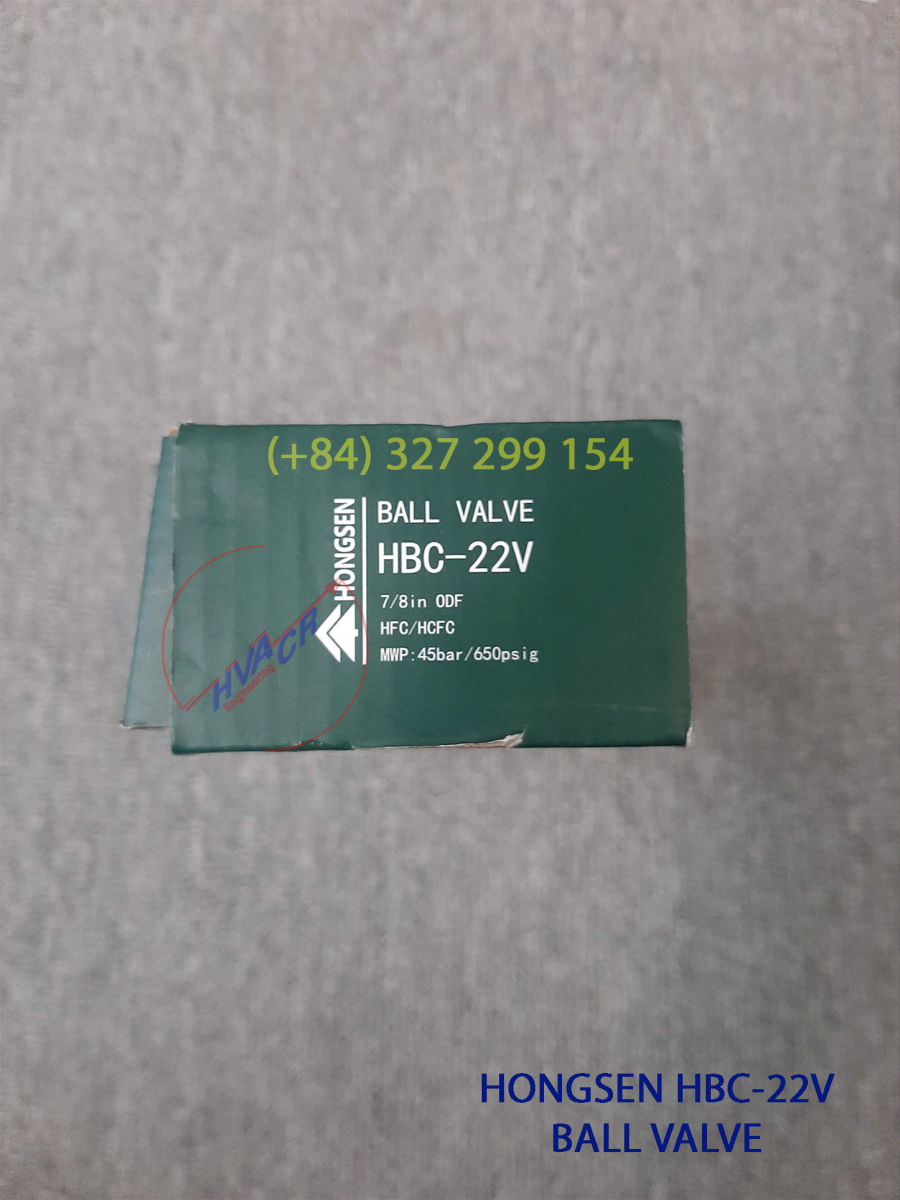 (+84) 327 299 154
HONGSEN
BALL VALVE
HBC-22V
7/8in ODF
HFC/HCFC
MWP:45bar/650psig
HVACR
Engineering
HONGSEN HBC-22V
BALL VALVE